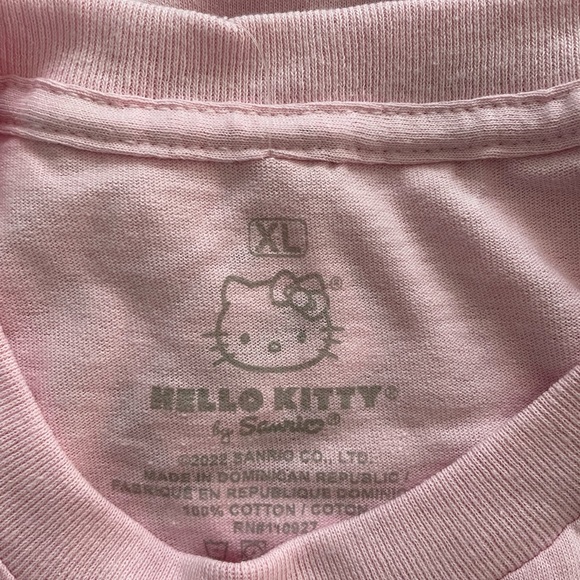 XL
HELLO KITTY®
by Sanrio®
©2022 SANRIO CO., LTD.
MADE IN DOMINICAN REPUBLIC/
FABRIQUÉ EN REPUBLIQUE DOMINIC
100% COTTON / COTON
RN#110927